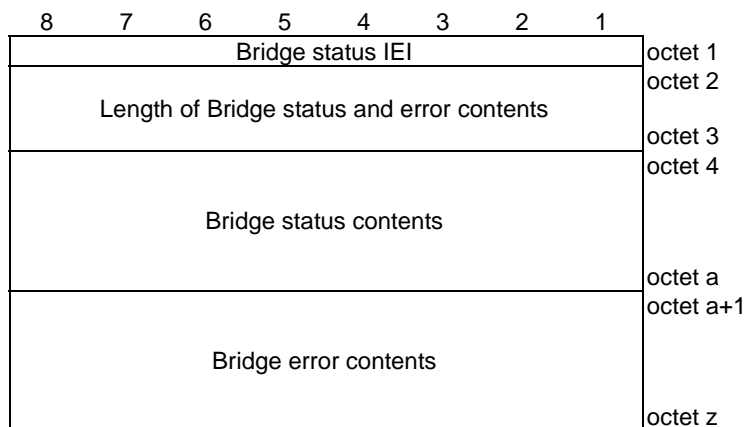 8 7 6 5 4 3 2 1
Bridge status IEI octet 1
octet 2
Length of Bridge status and error contents
octet 3
octet 4
Bridge status contents
octet a
octet a+1
Bridge error contents
octet z